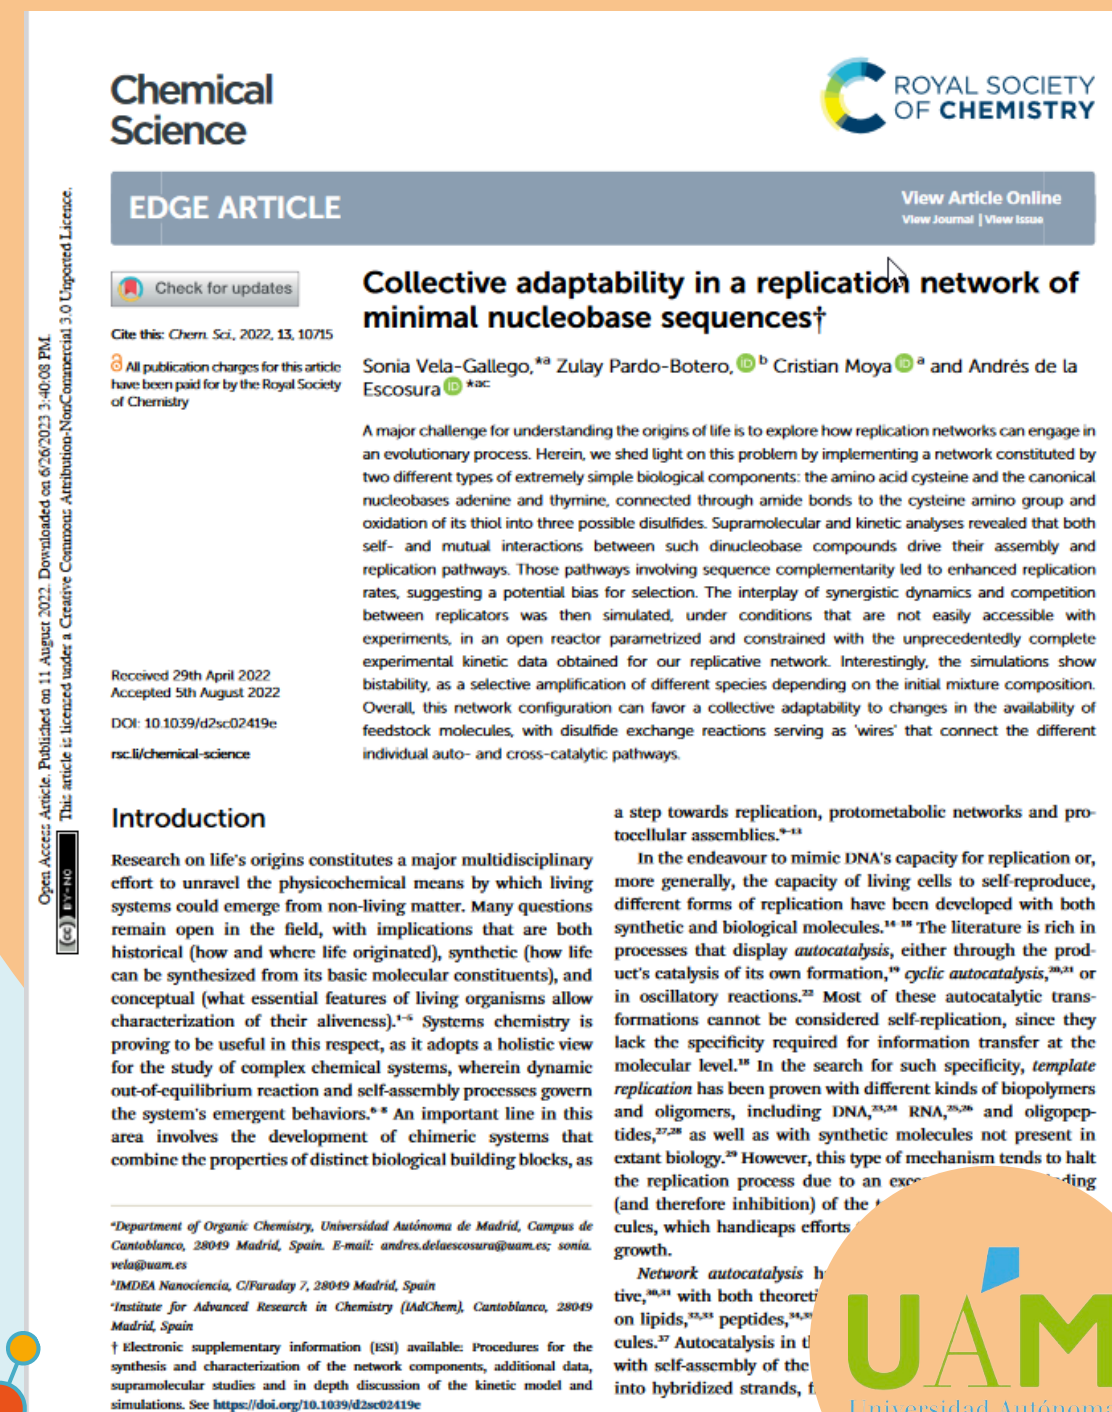 Chemical
Science
ROYAL SOCIETY
OF CHEMISTRY
EDGE ARTICLE
View Article Online
View Journal | View Issue
Open Access Article. Published on 11 August 2022. Downloaded on 6/26/2023 3:40:08 PM.
This article is licensed under a Creative Commons Attribution-NonCommercial 3.0 Unported Licence.
(cc) BY-NC
Check for updates
Cite this: Chem. Sci., 2022, 13, 10715
All publication charges for this article
have been paid for by the Royal Society
of Chemistry
Received 29th April 2022
Accepted 5th August 2022
DOI: 10.1039/d2sc02419e
rsc.li/chemical-science
Collective adaptability in a replication network of
minimal nucleobase sequences†
Sonia Vela-Gallego,*a Zulay Pardo-Botero, iD b Cristian Moya iD a and Andrés de la
Escosura iD *ac
A major challenge for understanding the origins of life is to explore how replication networks can engage in
an evolutionary process. Herein, we shed light on this problem by implementing a network constituted by
two different types of extremely simple biological components: the amino acid cysteine and the canonical
nucleobases adenine and thymine, connected through amide bonds to the cysteine amino group and
oxidation of its thiol into three possible disulfides. Supramolecular and kinetic analyses revealed that both
self- and mutual interactions between such dinucleobase compounds drive their assembly and
replication pathways. Those pathways involving sequence complementarity led to enhanced replication
rates, suggesting a potential bias for selection. The interplay of synergistic dynamics and competition
between replicators was then simulated, under conditions that are not easily accessible with
experiments, in an open reactor parametrized and constrained with the unprecedentedly complete
experimental kinetic data obtained for our replicative network. Interestingly, the simulations show
bistability, as a selective amplification of different species depending on the initial mixture composition.
Overall, this network configuration can favor a collective adaptability to changes in the availability of
feedstock molecules, with disulfide exchange reactions serving as 'wires' that connect the different
individual auto- and cross-catalytic pathways.
Introduction
Research on life's origins constitutes a major multidisciplinary
effort to unravel the physicochemical means by which living
systems could emerge from non-living matter. Many questions
remain open in the field, with implications that are both
historical (how and where life originated), synthetic (how life
can be synthesized from its basic molecular constituents), and
conceptual (what essential features of living organisms allow
characterization of their aliveness).1–5 Systems chemistry is
proving to be useful in this respect, as it adopts a holistic view
for the study of complex chemical systems, wherein dynamic
out-of-equilibrium reaction and self-assembly processes govern
the system's emergent behaviors.6–8 An important line in this
area involves the development of chimeric systems that
combine the properties of distinct biological building blocks, as
aDepartment of Organic Chemistry, Universidad Autónoma de Madrid, Campus de
Cantoblanco, 28049 Madrid, Spain. E-mail: andres.delaescosura@uam.es; sonia.
vela@uam.es
bIMDEA Nanociencia, C/Faraday 7, 28049 Madrid, Spain
cInstitute for Advanced Research in Chemistry (IAdChem), Cantoblanco, 28049
Madrid, Spain
† Electronic supplementary information (ESI) available: Procedures for the
synthesis and characterization of the network components, additional data,
supramolecular studies and in depth discussion of the kinetic model and
simulations. See https://doi.org/10.1039/d2sc02419e
a step towards replication, protometabolic networks and pro-
tocellular assemblies.9–13
In the endeavour to mimic DNA's capacity for replication or,
more generally, the capacity of living cells to self-reproduce,
different forms of replication have been developed with both
synthetic and biological molecules.14–18 The literature is rich in
processes that display autocatalysis, either through the prod-
uct's catalysis of its own formation,19 cyclic autocatalysis,20,21 or
in oscillatory reactions.22 Most of these autocatalytic trans-
formations cannot be considered self-replication, since they
lack the specificity required for information transfer at the
molecular level.18 In the search for such specificity, template
replication has been proven with different kinds of biopolymers
and oligomers, including DNA,23,24 RNA,25,26 and oligopep-
tides,27,28 as well as with synthetic molecules not present in
extant biology.29 However, this type of mechanism tends to halt
the replication process due to an
(and therefore inhibition) of the
cules, which handicaps efforts
growth.
Network autocatalysis
tive,30,31 with both
on lipids,32,33 peptides,
cules.37 Autocatalysis in
with self-assembly of the
into hybridized strands,
UAM
Universidad Autónoma